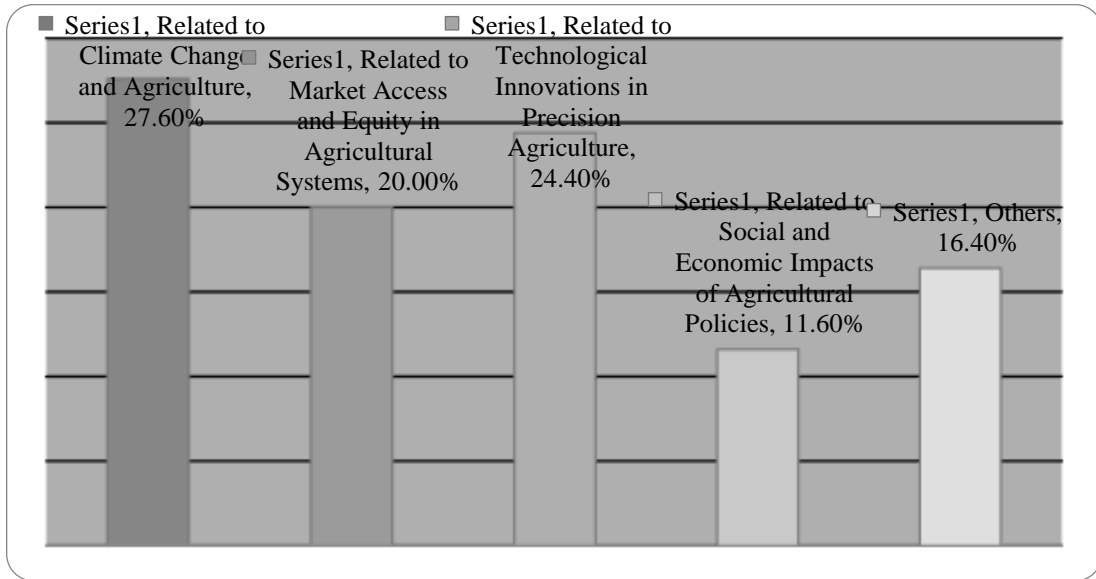 Series1, Related to
Climate Change
and Agriculture,
27.60%
Series1, Related to
Market Access
and Equity in
Agricultural
Systems, 20.00%
Series1, Related to
Technological
Innovations in
Precision
Agriculture,
24.40%
Series1, Related to
Social and
Economic Impacts
of Agricultural
Policies, 11.60%
Series1, Others,
16.40%